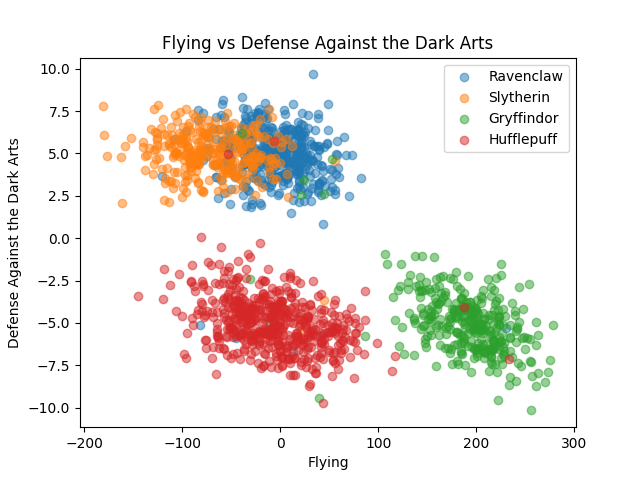 Flying vs Defense Against the Dark Arts
Ravenclaw
Slytherin
Gryffindor
Hufflepuff
Defense Against the Dark Arts
10.0
7.5
5.0
2.5
0.0
−2.5
−5.0
−7.5
−10.0
−200
−100
0
100
200
300
Flying